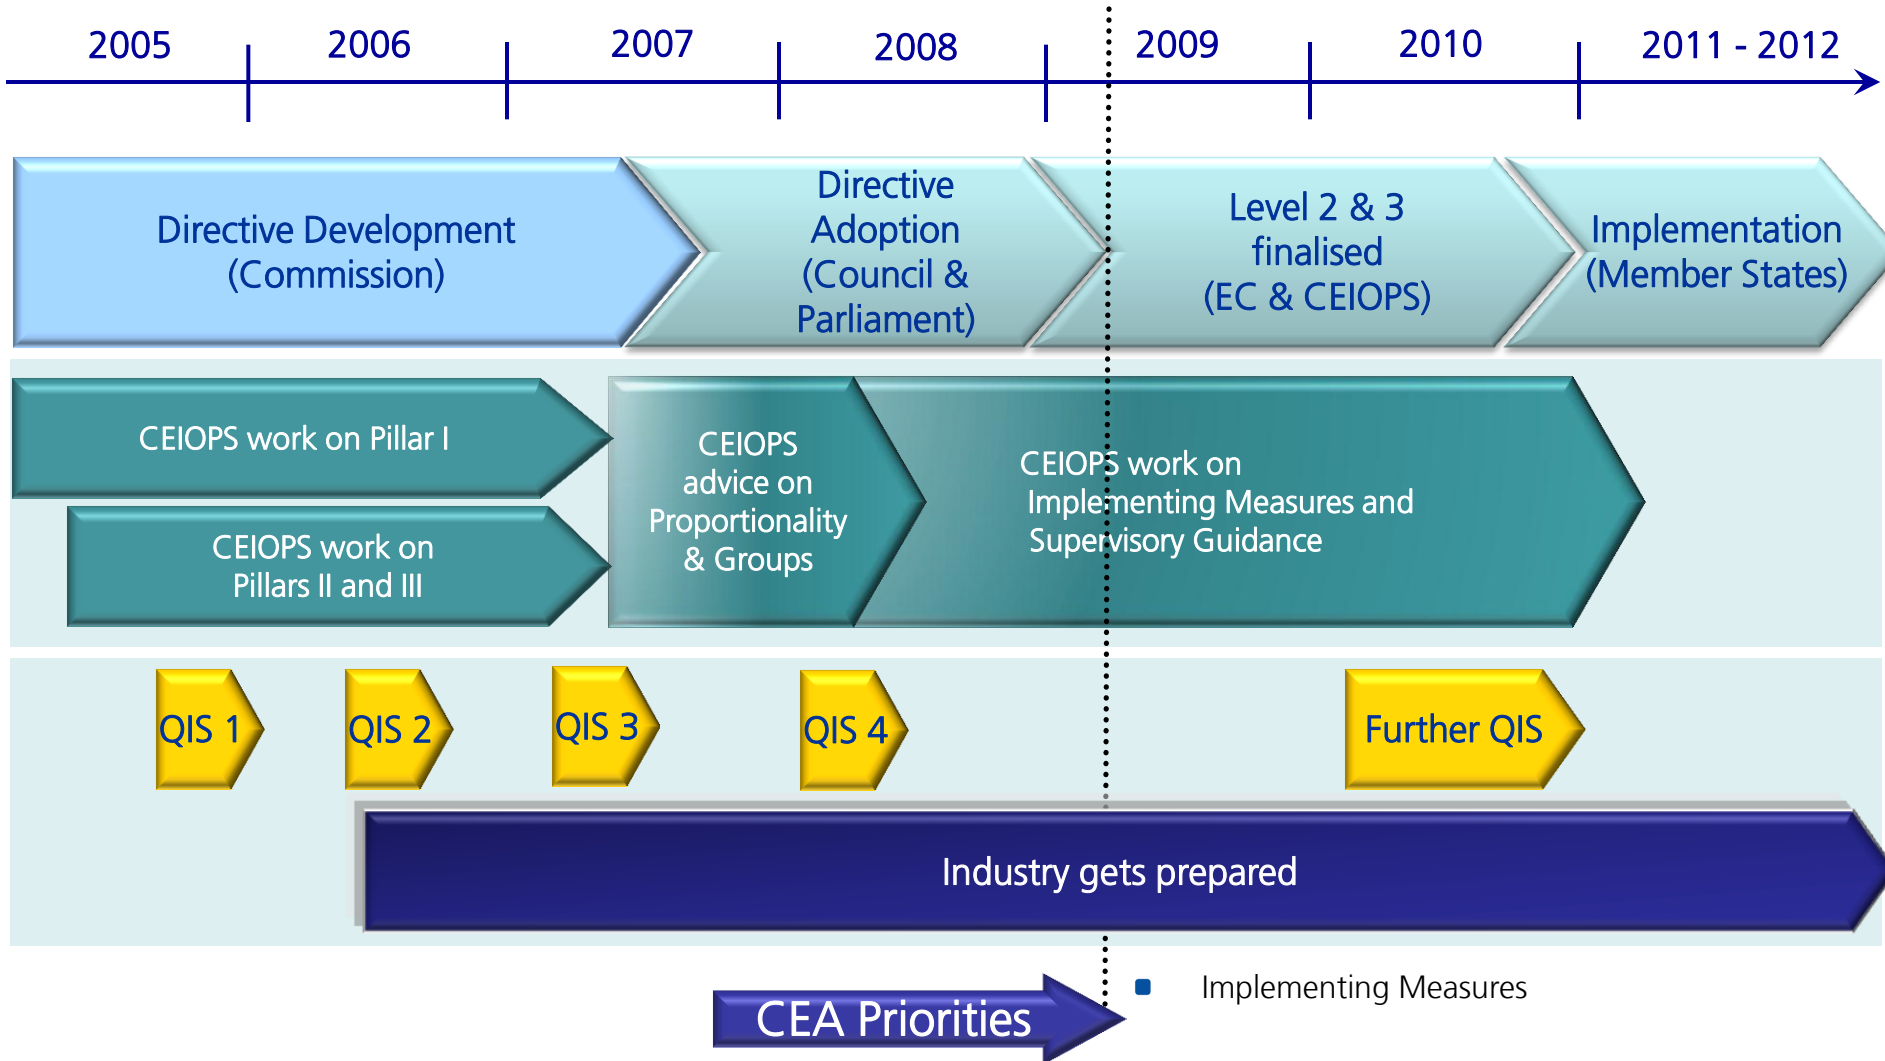 2005 2006 2007 2008 2009 2010 2011 - 2012
Directive Development
(Commission)
Directive
Adoption
(Council &
Parliament)
Level 2 & 3
finalised
(EC & CEIOPS)
Implementation
(Member States)
CEIOPS work on Pillar I
CEIOPS work on
Pillars II and III
CEIOPS
advice on
Proportionality
& Groups
CEIOPS work on
Implementing Measures and
Supervisory Guidance
QIS 1
QIS 2
QIS 3
QIS 4
Further QIS
Industry gets prepared
CEA Priorities
Implementing Measures